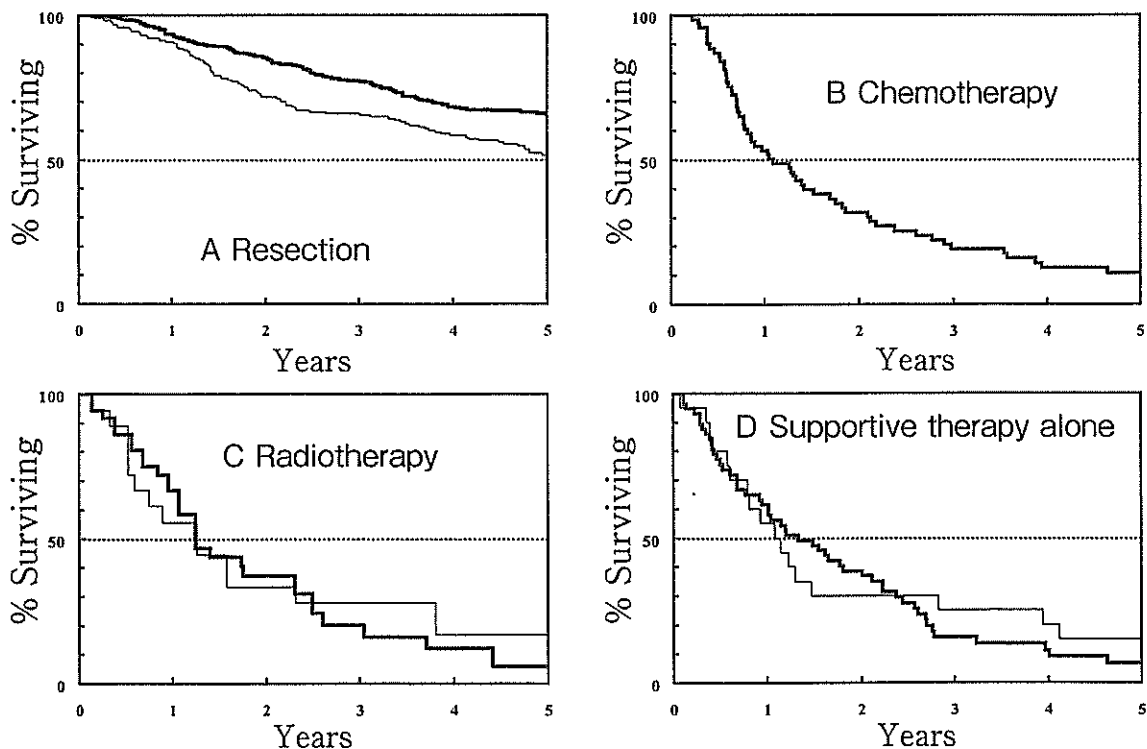 100
50
0
% Surviving
A Resection
0 1 2 3 4 5
Years
100
50
0
% Surviving
B Chemotherapy
0 1 2 3 4 5
Years
100
50
0
% Surviving
C Radiotherapy
0 1 2 3 4 5
Years
100
50
0
% Surviving
D Supportive therapy alone
0 1 2 3 4 5
Years